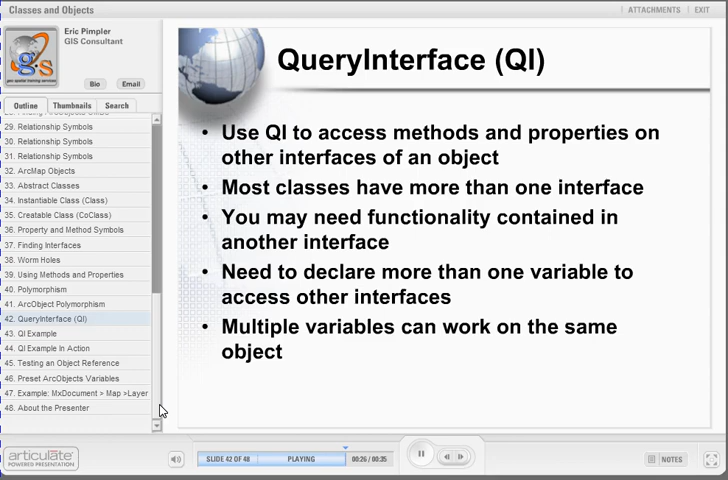 Classes and Objects
ATTACHMENTS
EXIT
Eric Pimpler
GIS Consultant
Bio
Email
Outline
Thumbnails
Search
29. Relationship Symbols
30. Relationship Symbols
31. Relationship Symbols
32. ArcMap Objects
33. Abstract Classes
34. Instantiable Class (Class)
35. Creatable Class (CoClass)
36. Property and Method Symbols
37. Finding Interfaces
38. Worm Holes
39. Using Methods and Properties
40. Polymorphism
41. ArcObject Polymorphism
42. QueryInterface (QI)
43. QI Example
44. QI Example In Action
45. Testing an Object Reference
46. Preset ArcObjects Variables
47. Example: MxDocument > Map >Layer
48. About the Presenter
QueryInterface (QI)
• Use QI to access methods and properties on
other interfaces of an object
• Most classes have more than one interface
• You may need functionality contained in
another interface
• Need to declare more than one variable to
access other interfaces
• Multiple variables can work on the same
object
articulate
POWERED PRESENTATION
SLIDE 42 OF 48
PLAYING
00:26 / 00:35
NOTES